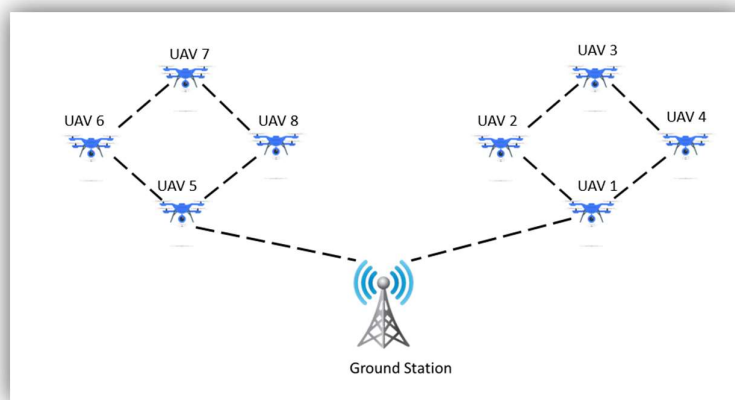 UAV 7
UAV 3
UAV 6
UAV 8
UAV 2
UAV 4
UAV 5
UAV 1
Ground Station